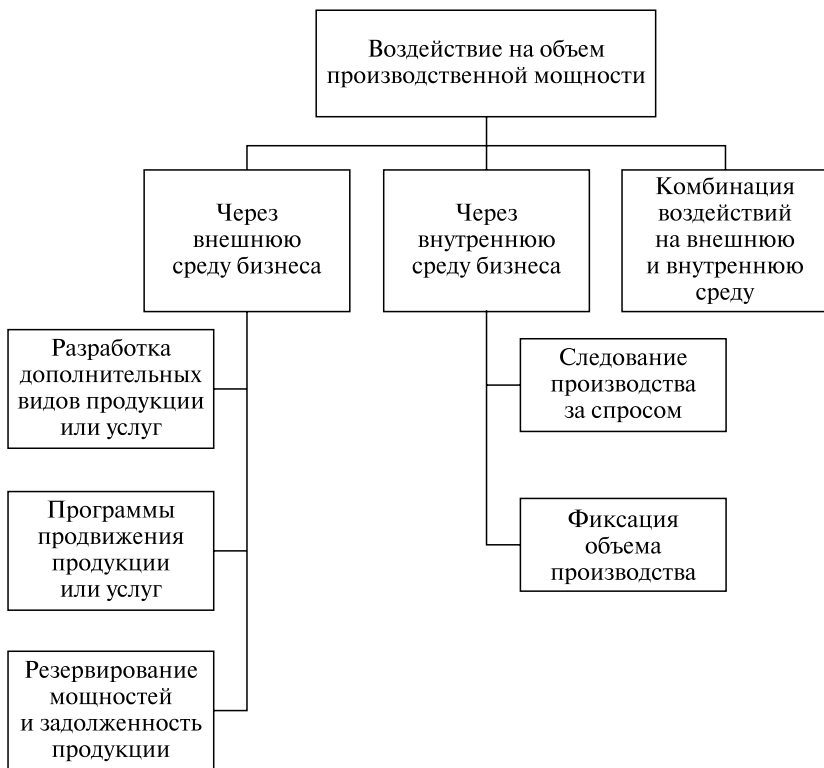 Воздействие на объем
производственной мощности
Через
внешнюю
среду бизнеса
Через
внутреннюю
среду бизнеса
Комбинация
воздействий
на внешнюю
и внутреннюю
среду
Разработка
дополнительных
видов продукции
или услуг
Программы
продвижения
продукции
или услуг
Резервирование
мощностей
и задолженность
продукции
Следование
производства
за спросом
Фиксация
объема
производства